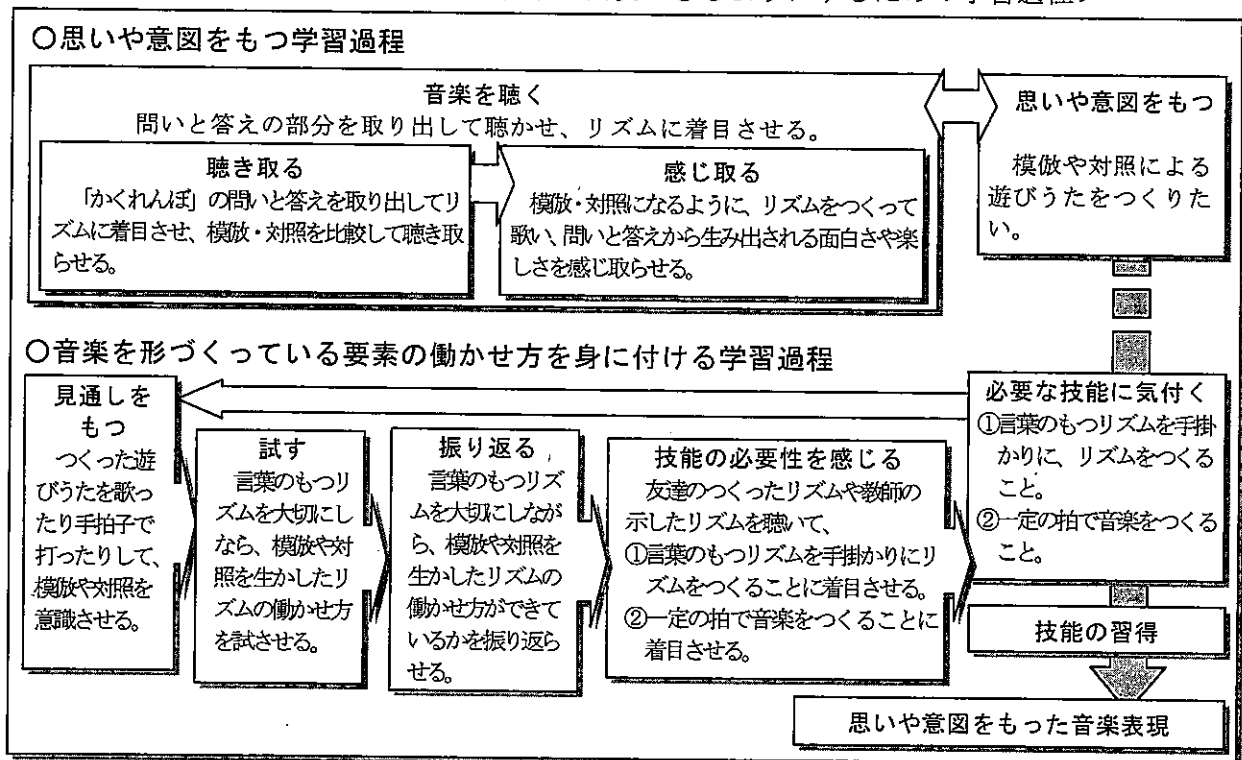 ○思いや意図をもつ学習過程
音楽を聴く
問いと答えの部分を取り出して聴かせ、リズムに着目させる。
聴き取る
「かくれんぼ」の問いと答えを取り出してリ
ズムに着目させ、模倣・対照を比較して聴き取
らせる。
感じ取る
模倣・対照になるように、リズムをつくって
歌い、問いと答えから生み出される面白さや楽
しさを感じ取らせる。
思いや意図をもつ
模倣や対照による
遊びうたをつくりた
い。
○音楽を形づくっている要素の働かせ方を身に付ける学習過程
見通しを
もつ
つくった遊
びうたを歌っ
たり手拍子で
打ったりして、
模倣や対照を
意識させる。
試す
言葉のもつリ
ズムを大切にし
なら、模倣や対
照を生かしたリ
ズムの働かせ方
を試させる。
振り返る
言葉のもつリズ
ムを大切にしなが
ら、模倣や対照を
生かしたリズムの
働かせ方ができて
いるかを振り返ら
せる。
技能の必要性を感じる
友達のつくったリズムや教師の
示したリズムを聴いて、
①言葉のもつリズムを手掛かりにリ
ズムをつくることに着目させる。
②一定の拍で音楽をつくることに
着目させる。
必要な技能に気付く
①言葉のもつリズムを手掛
かりに、リズムをつくる
こと。
②一定の拍で音楽をつくる
こと。
技能の習得
思いや意図をもった音楽表現